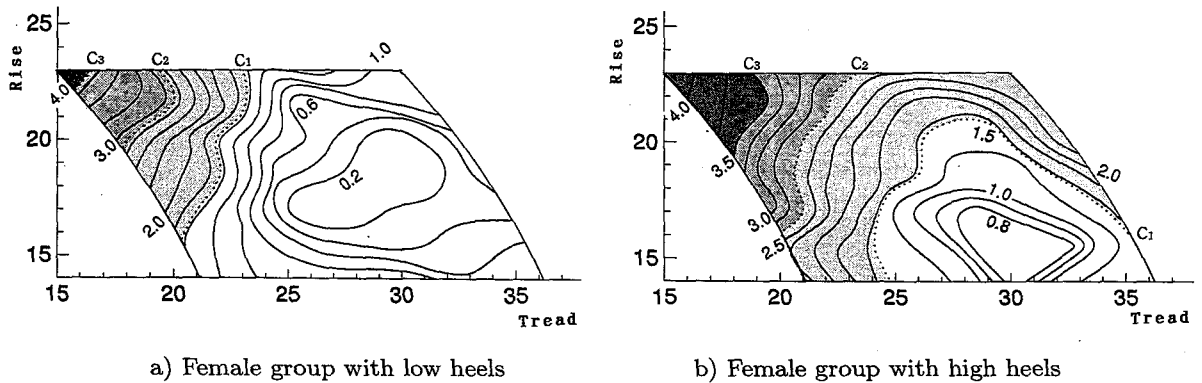 25
Rise
20
15
C3 C2 C1 1.0
4.0
0.6
3.0
0.2
2.0
15 20 25 30 35
Tread
a) Female group with low heels
25
Rise
20
15
C3 C2
4.0
1.5
3.5
2.0
1.0
3.0
0.8
2.5
C1
15 20 25 30 35
Tread
b) Female group with high heels